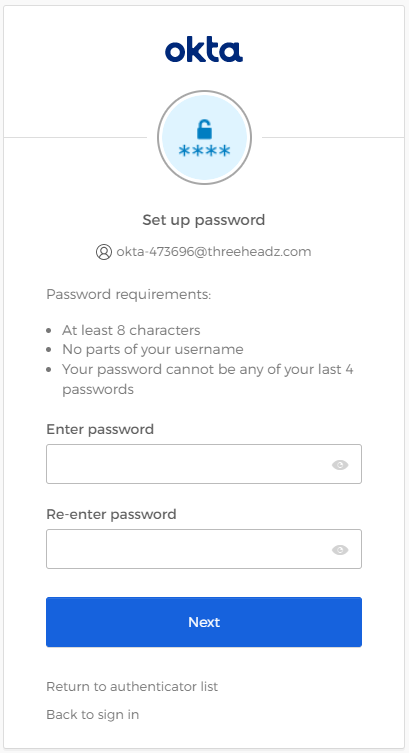 okta
****
Set up password
okta-473696@threeheadz.com
Password requirements:
• At least 8 characters
• No parts of your username
• Your password cannot be any of your last 4
passwords
Enter password
Re-enter password
Next
Return to authenticator list
Back to sign in